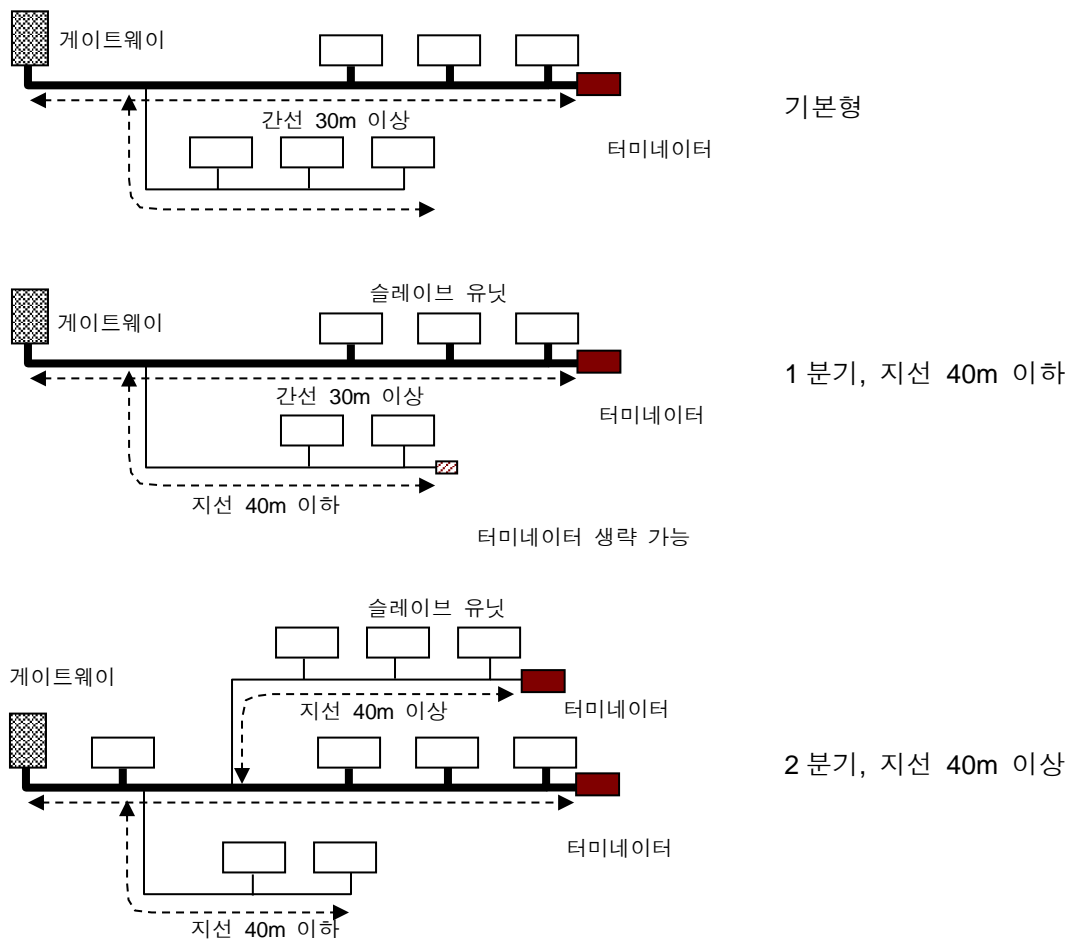 게이트웨이
간선 30m 이상
터미네이터
기본형
슬레이브 유닛
게이트웨이
간선 30m 이상
터미네이터
지선 40m 이하
터미네이터 생략 가능
1 분기, 지선 40m 이하
슬레이브 유닛
게이트웨이
지선 40m 이상
터미네이터
2 분기, 지선 40m 이상
터미네이터
지선 40m 이하